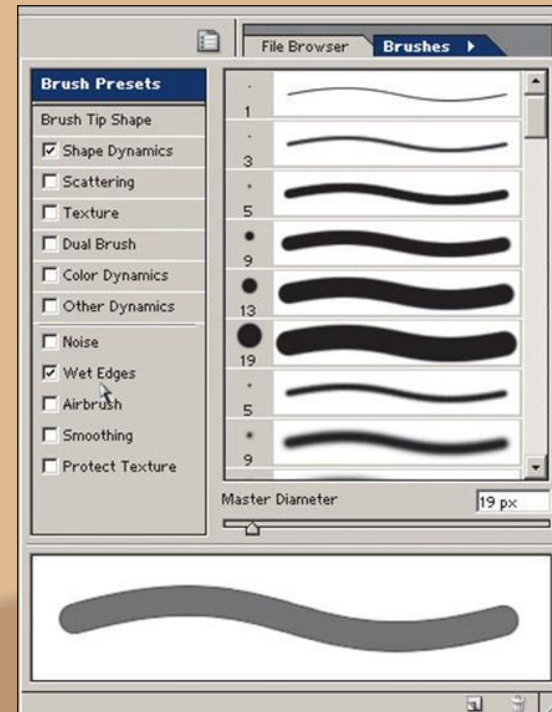 File Browser
Brushes
Brush Presets
Brush Tip Shape
Shape Dynamics
Scattering
Texture
Dual Brush
Color Dynamics
Other Dynamics
Noise
Wet Edges
Airbrush
Smoothing
Protect Texture
1
3
5
9
13
19
5
9
Master Diameter
19 px